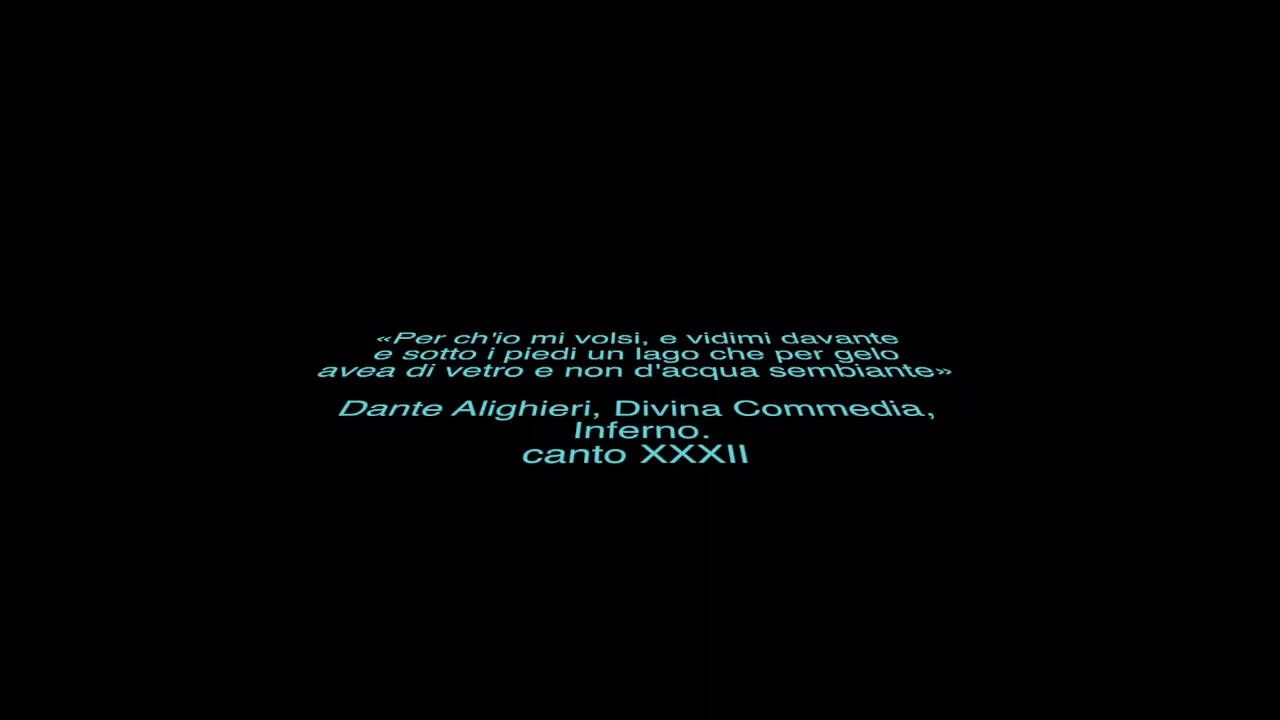 «Per ch'io mi volsi, e vidimi davante
e sotto i piedi un lago che per gelo
avea di vetro e non d'acqua sembiante»
Dante Alighieri, Divina Commedia,
Inferno.
canto XXXII